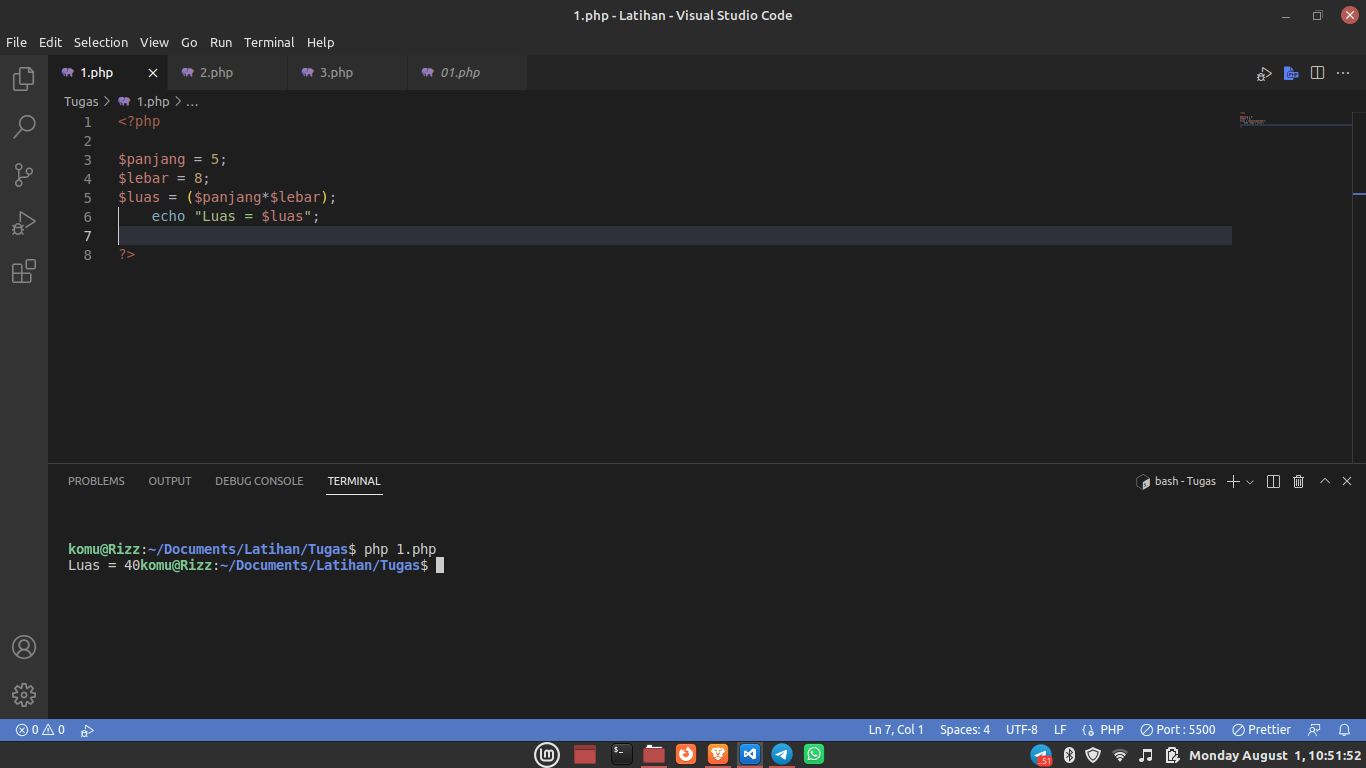 1.php - Latihan - Visual Studio Code
File Edit Selection View Go Run Terminal Help
1.php 2.php 3.php 01.php
Tugas > 1.php > ...
1 <?php
2
3 $panjang = 5;
4 $lebar = 8;
5 $luas = ($panjang*$lebar);
6 echo "Luas = $luas";
7
8 ?>
PROBLEMS OUTPUT DEBUG CONSOLE TERMINAL bash - Tugas
komu@Rizz:~/Documents/Latihan/Tugas$ php 1.php
Luas = 40komu@Rizz:~/Documents/Latihan/Tugas$
0 0 Ln 7, Col 1 Spaces: 4 UTF-8 LF PHP Port : 5500 Prettier
Monday August 1, 10:51:52